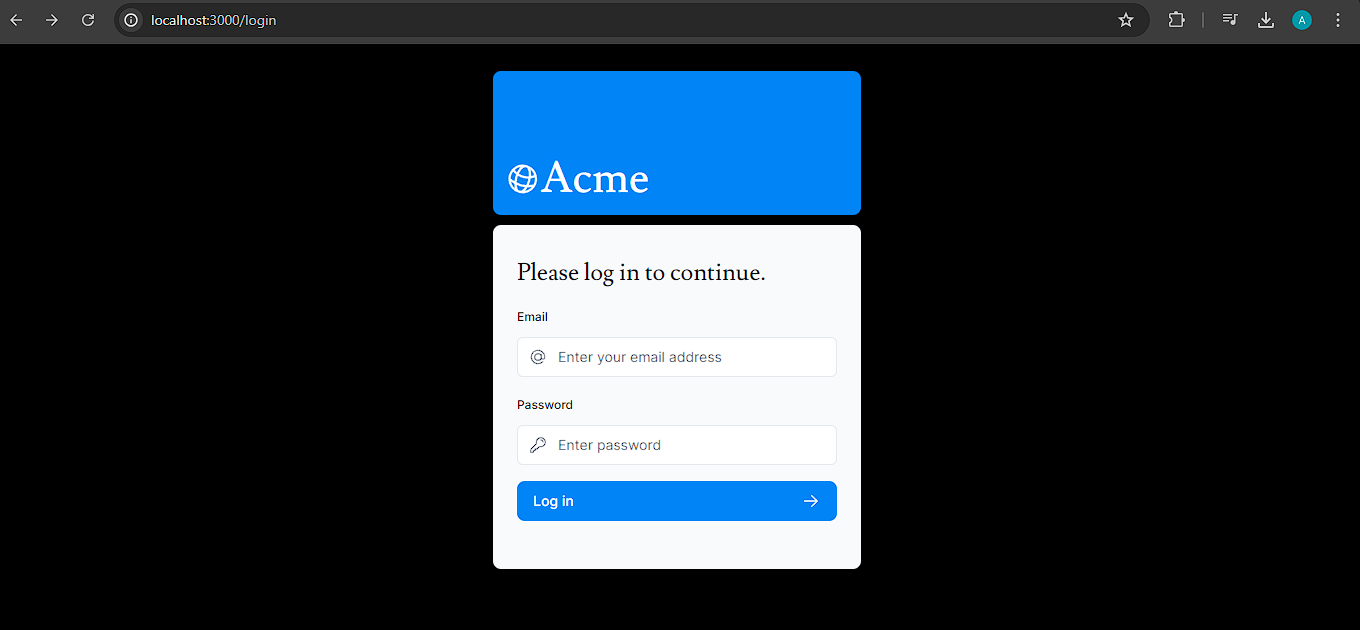 localhost:3000/login
A
Acme
Please log in to continue.
Email
Enter your email address
Password
Enter password
Log in